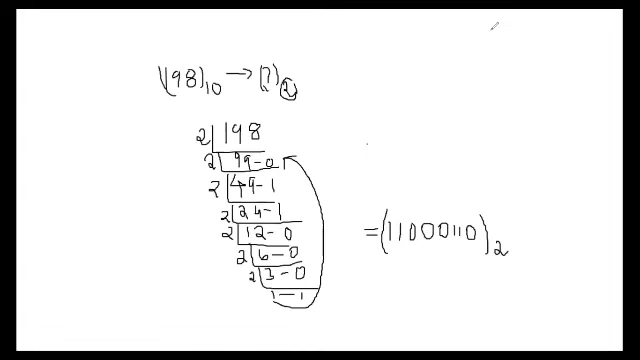 (198)10 → (?)2
2 | 198
2 | 99 - 0
2 | 49 - 1
2 | 24 - 1
2 | 12 - 0
2 | 6 - 0
2 | 3 - 0
1 - 1
= (11000110)2